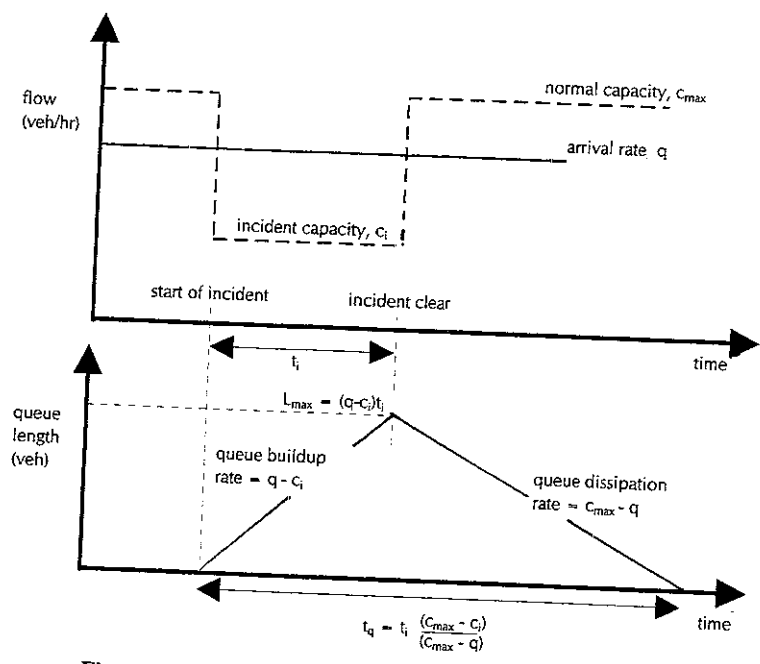 normal capacity, cmax
flow
(veh/hr)
arrival rate q
incident capacity, ci
start of incident
incident clear
time
ti
Lmax = (q-ci)ti
queue
length
(veh)
queue buildup
rate = q - ci
queue dissipation
rate = cmax - q
time
tq = ti (cmax - ci)
(cmax - q)